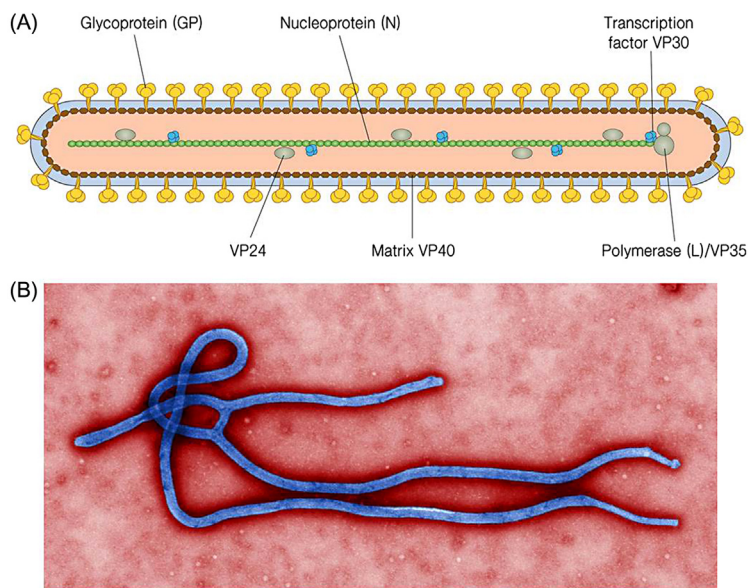 (A)
Glycoprotein (GP)
Nucleoprotein (N)
Transcription
factor VP30
VP24
Matrix VP40
Polymerase (L)/VP35
(B)